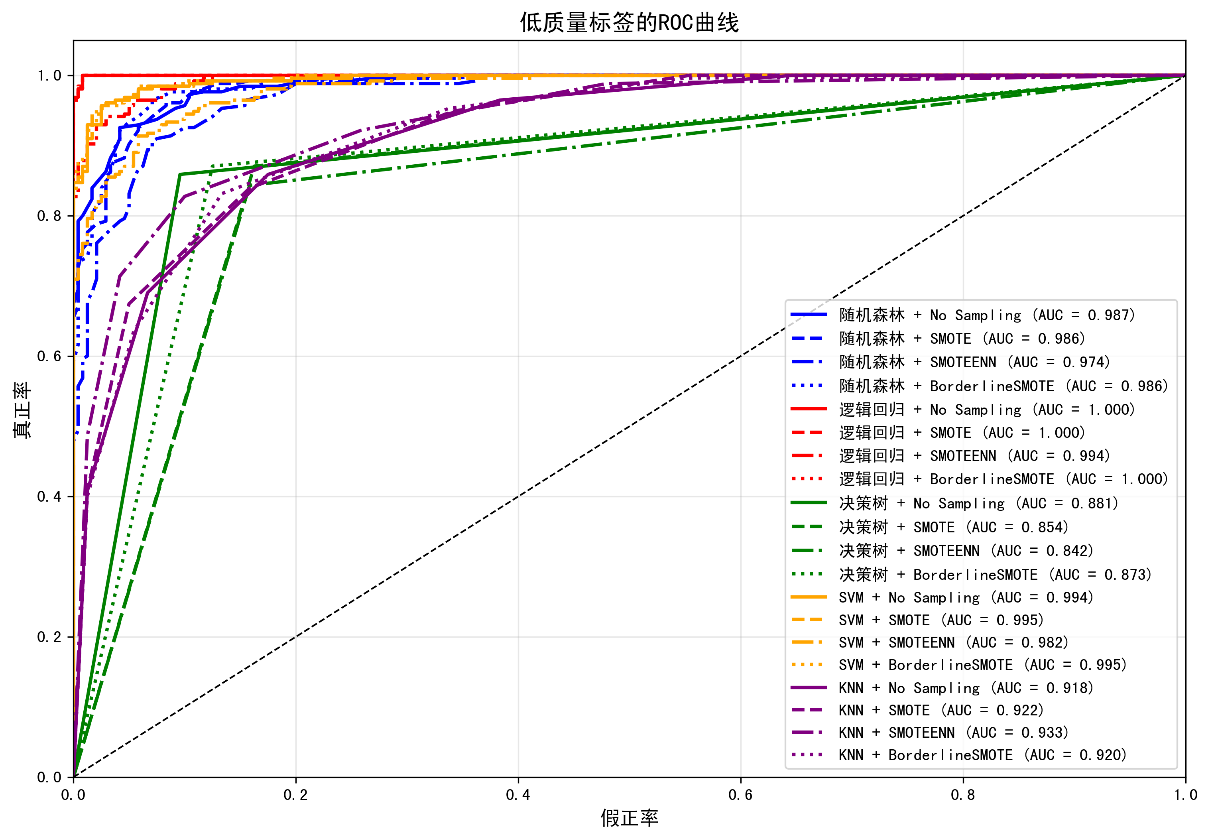 低质量标签的ROC曲线
真正率
1.0
0.8
0.6
0.4
0.2
0.0
随机森林 + No Sampling (AUC = 0.987)
随机森林 + SMOTE (AUC = 0.986)
随机森林 + SMOTEENN (AUC = 0.974)
随机森林 + BorderlineSMOTE (AUC = 0.986)
逻辑回归 + No Sampling (AUC = 1.000)
逻辑回归 + SMOTE (AUC = 1.000)
逻辑回归 + SMOTEENN (AUC = 0.994)
逻辑回归 + BorderlineSMOTE (AUC = 1.000)
决策树 + No Sampling (AUC = 0.881)
决策树 + SMOTE (AUC = 0.854)
决策树 + SMOTEENN (AUC = 0.842)
决策树 + BorderlineSMOTE (AUC = 0.873)
SVM + No Sampling (AUC = 0.994)
SVM + SMOTE (AUC = 0.995)
SVM + SMOTEENN (AUC = 0.982)
SVM + BorderlineSMOTE (AUC = 0.995)
KNN + No Sampling (AUC = 0.918)
KNN + SMOTE (AUC = 0.922)
KNN + SMOTEENN (AUC = 0.933)
KNN + BorderlineSMOTE (AUC = 0.920)
0.0 0.2 0.4 0.6 0.8 1.0
假正率